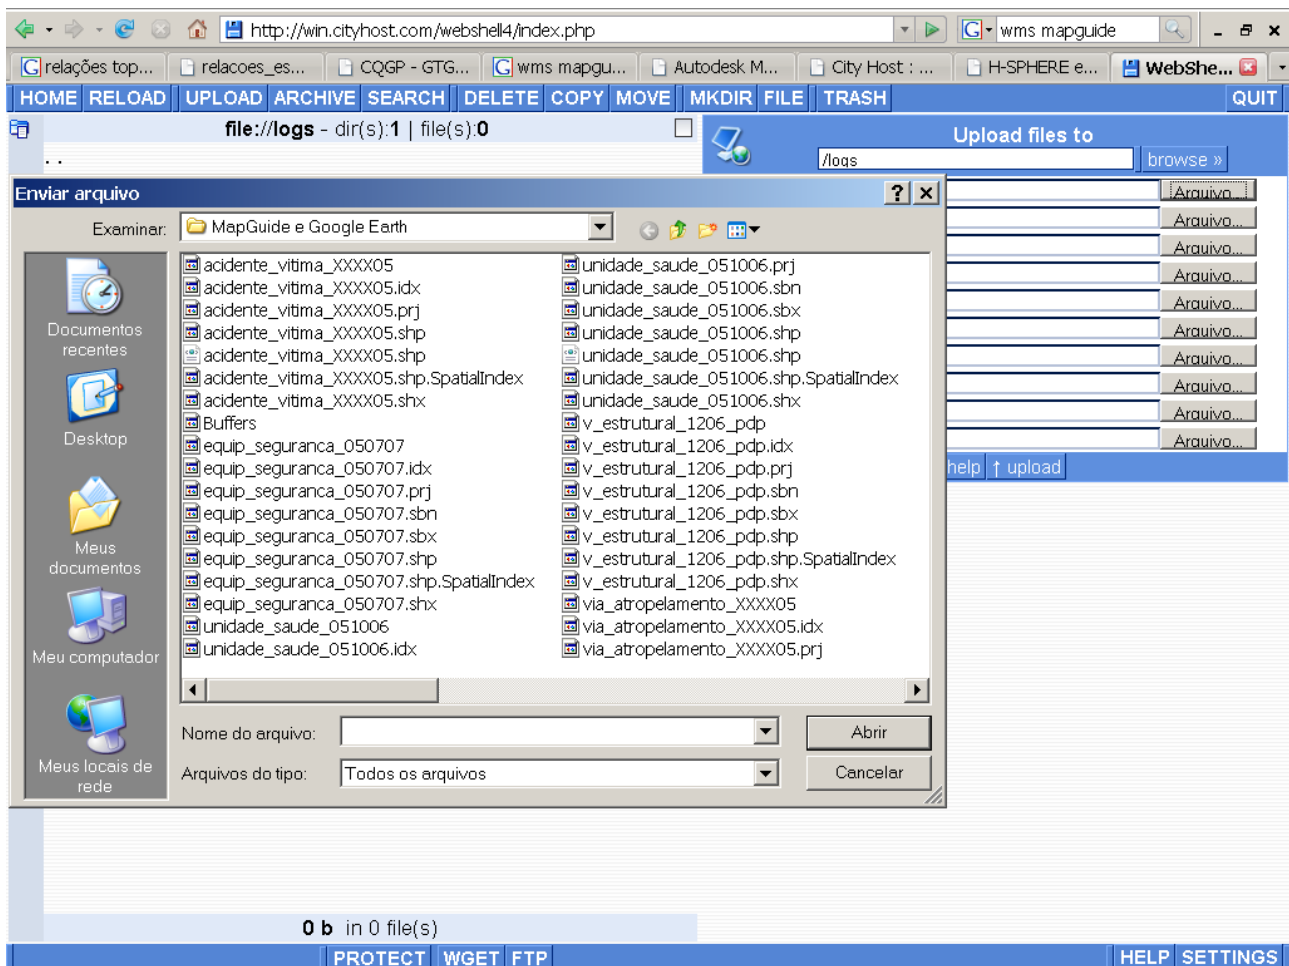 http://win.cityhost.com/webshell4/index.php
G wms mapguide
G relações top... relacoes_es... CQGP - GTG... G wms mapgu... Autodesk M... City Host : ... H-SPHERE e... WebShe...
HOME RELOAD UPLOAD ARCHIVE SEARCH DELETE COPY MOVE MKDIR FILE TRASH QUIT
file://logs - dir(s):1 | file(s):0
. .
Upload files to
/logs browse »
Enviar arquivo
Examinar: MapGuide e Google Earth
Documentos recentes
Desktop
Meus documentos
Meu computador
Meus locais de rede
acidente_vitima_XXXX05
acidente_vitima_XXXX05.idx
acidente_vitima_XXXX05.prj
acidente_vitima_XXXX05.shp
acidente_vitima_XXXX05.shp
acidente_vitima_XXXX05.shp.SpatialIndex
acidente_vitima_XXXX05.shx
Buffers
equip_seguranca_050707
equip_seguranca_050707.idx
equip_seguranca_050707.prj
equip_seguranca_050707.sbn
equip_seguranca_050707.sbx
equip_seguranca_050707.shp
equip_seguranca_050707.shp.SpatialIndex
equip_seguranca_050707.shx
unidade_saude_051006
unidade_saude_051006.idx
unidade_saude_051006.prj
unidade_saude_051006.sbn
unidade_saude_051006.sbx
unidade_saude_051006.shp
unidade_saude_051006.shp
unidade_saude_051006.shp.SpatialIndex
unidade_saude_051006.shx
v_estrutural_1206_pdp
v_estrutural_1206_pdp.idx
v_estrutural_1206_pdp.prj
v_estrutural_1206_pdp.sbn
v_estrutural_1206_pdp.sbx
v_estrutural_1206_pdp.shp
v_estrutural_1206_pdp.shp.SpatialIndex
v_estrutural_1206_pdp.shx
via_atropelamento_XXXX05
via_atropelamento_XXXX05.idx
via_atropelamento_XXXX05.prj
Nome do arquivo: Abrir
Arquivos do tipo: Todos os arquivos Cancelar
Arquivo...
Arquivo...
Arquivo...
Arquivo...
Arquivo...
Arquivo...
Arquivo...
Arquivo...
Arquivo...
Arquivo...
help ↑ upload
0 b in 0 file(s)
PROTECT WGET FTP HELP SETTINGS